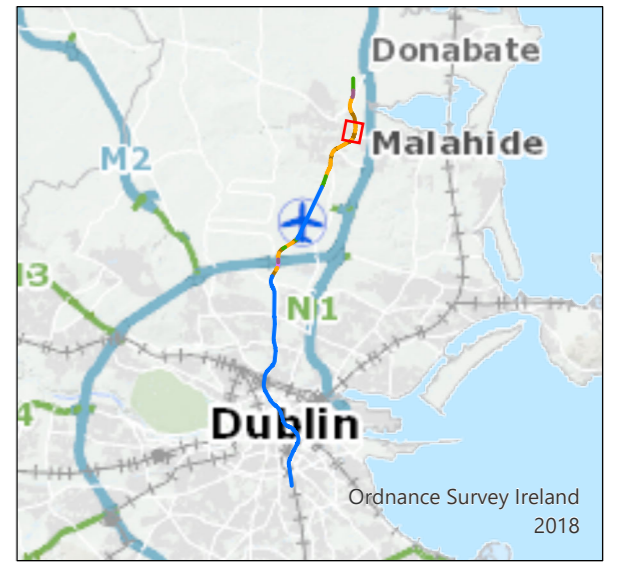 Donabate
Malahide
M2
N1
Dublin
Ordnance Survey Ireland
2018